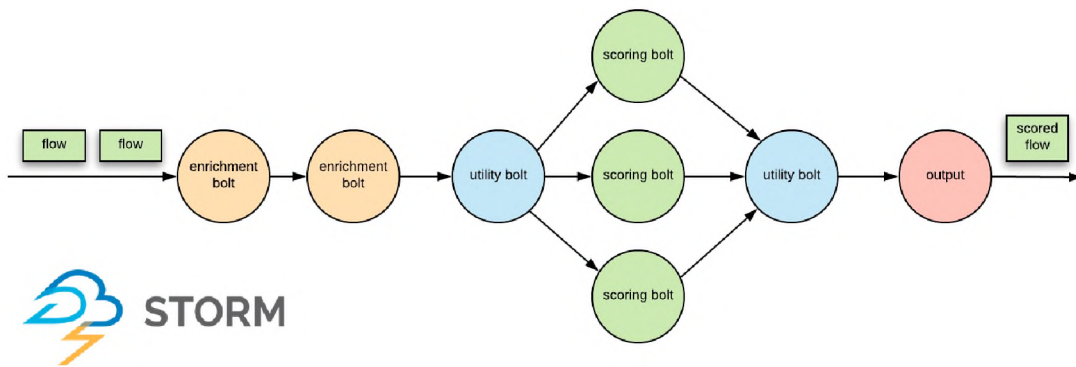 scoring bolt
flow
flow
scored
flow
enrichment
bolt
enrichment
bolt
utility bolt
scoring bolt
utility bolt
output
scoring bolt
STORM